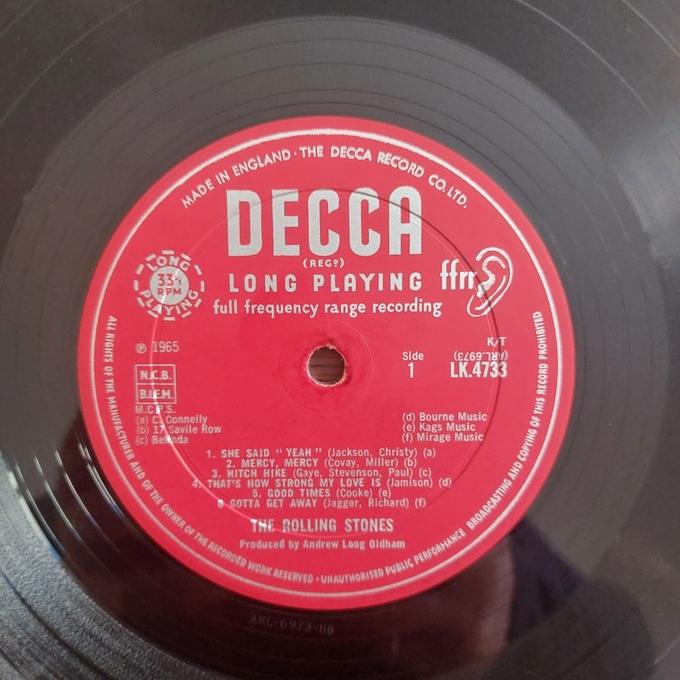 MADE IN ENGLAND · THE DECCA RECORD CO. LTD.
DECCA
(REGD)
LONG PLAYING ffrr
full frequency range recording
LONG
33⅓
RPM
PLAYING
℗ 1965
K/T
(ARL.6973)
Side
1
LK.4733
N.C.B.
B.I.E.M.
M.C.P.S.
(a) C. Connelly
(b) 17 Savile Row
(c) Belinda
(d) Bourne Music
(e) Kags Music
(f) Mirage Music
1. SHE SAID "YEAH" (Jackson, Christy) (a)
2. MERCY, MERCY (Covay, Miller) (b)
3. HITCH HIKE (Gaye, Stevenson, Paul) (c)
4. THAT'S HOW STRONG MY LOVE IS (Jamison) (d)
5. GOOD TIMES (Cooke) (e)
6 GOTTA GET AWAY (Jagger, Richard) (f)
THE ROLLING STONES
Produced by Andrew Loog Oldham
ALL RIGHTS OF THE MANUFACTURER AND OF THE OWNER OF THE RECORDED WORK RESERVED · UNAUTHORISED PUBLIC PERFORMANCE BROADCASTING AND COPYING OF THIS RECORD PROHIBITED
ARL-6973-11B